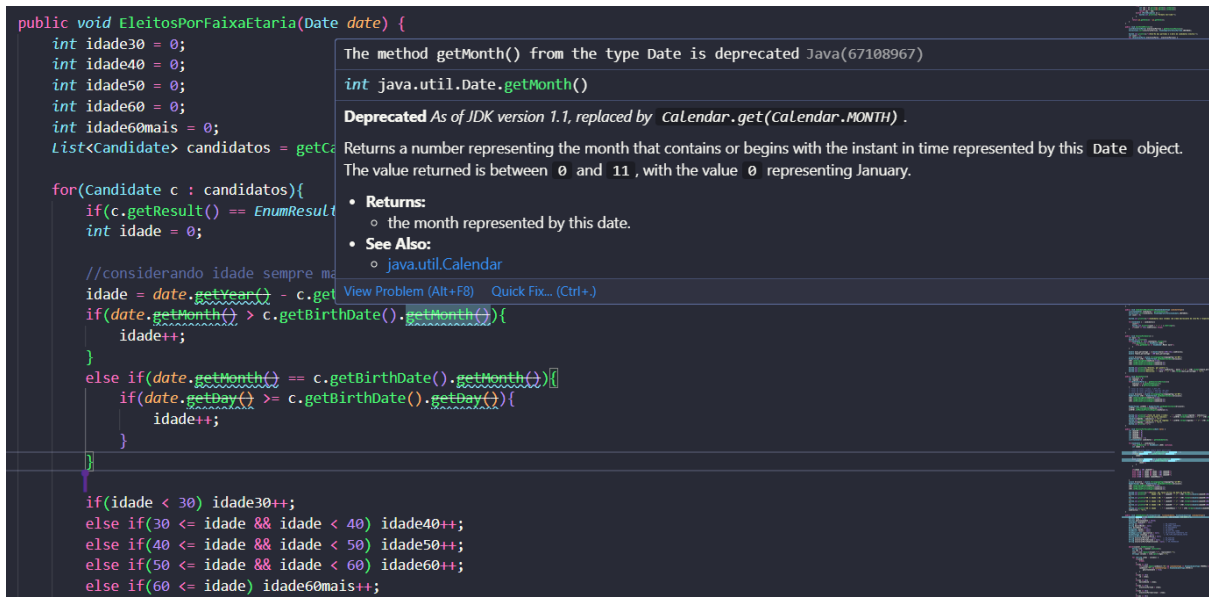 public void EleitosPorFaixaEtaria(Date date) {
int idade30 = 0;
int idade40 = 0;
int idade50 = 0;
int idade60 = 0;
int idade60mais = 0;
List<Candidate> candidatos = getCa
for(Candidate c : candidatos){
if(c.getResult() == EnumResult
int idade = 0;
//considerando idade sempre ma
idade = date.getYear() - c.get
The method getMonth() from the type Date is deprecated Java(67108967)
int java.util.Date.getMonth()
Deprecated As of JDK version 1.1, replaced by Calendar.get(Calendar.MONTH) .
Returns a number representing the month that contains or begins with the instant in time represented by this Date object.
The value returned is between 0 and 11 , with the value 0 representing January.
• Returns:
○ the month represented by this date.
• See Also:
○ java.util.Calendar
View Problem (Alt+F8) Quick Fix... (Ctrl+.)
if(date.getMonth() > c.getBirthDate().getMonth()){
idade++;
}
else if(date.getMonth() == c.getBirthDate().getMonth()){
if(date.getDay() >= c.getBirthDate().getDay()){
idade++;
}
}
if(idade < 30) idade30++;
else if(30 <= idade && idade < 40) idade40++;
else if(40 <= idade && idade < 50) idade50++;
else if(50 <= idade && idade < 60) idade60++;
else if(60 <= idade) idade60mais++;